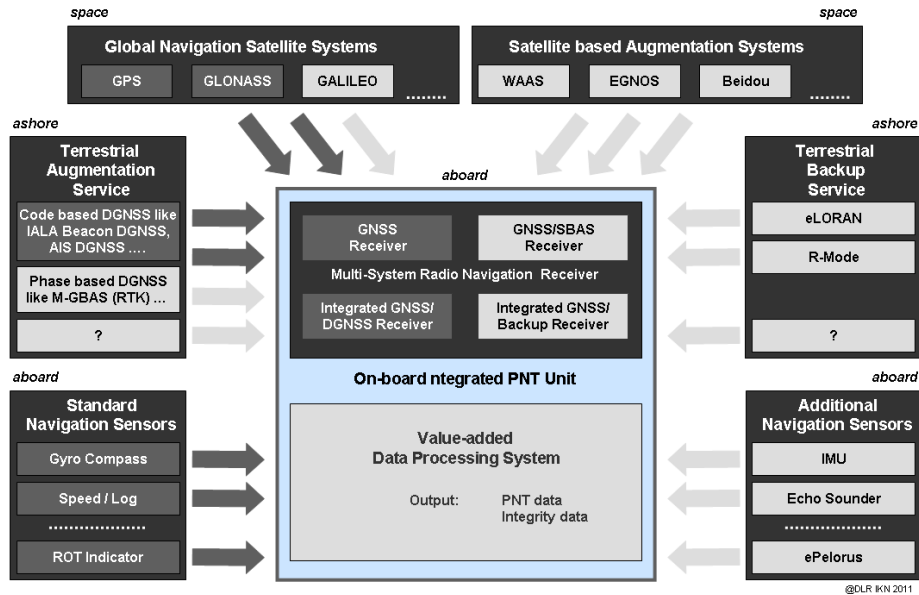 space
space
Global Navigation Satellite Systems
GPS
GLONASS
GALILEO
........
Satellite based Augmentation Systems
WAAS
EGNOS
Beidou
........
ashore
Terrestrial
Augmentation
Service
Code based DGNSS like
IALA Beacon DGNSS,
AIS DGNSS ....
Phase based DGNSS
like M-GBAS (RTK) ...
?
aboard
GNSS
Receiver
GNSS/SBAS
Receiver
Multi-System Radio Navigation Receiver
Integrated GNSS/
DGNSS Receiver
Integrated GNSS/
Backup Receiver
On-board ntegrated PNT Unit
Value-added
Data Processing System
Output: PNT data
Integrity data
ashore
Terrestrial
Backup
Service
eLORAN
R-Mode
?
aboard
Standard
Navigation Sensors
Gyro Compass
Speed / Log
....................
ROT Indicator
aboard
Additional
Navigation Sensors
IMU
Echo Sounder
....................
ePelorus
@DLR IKN 2011